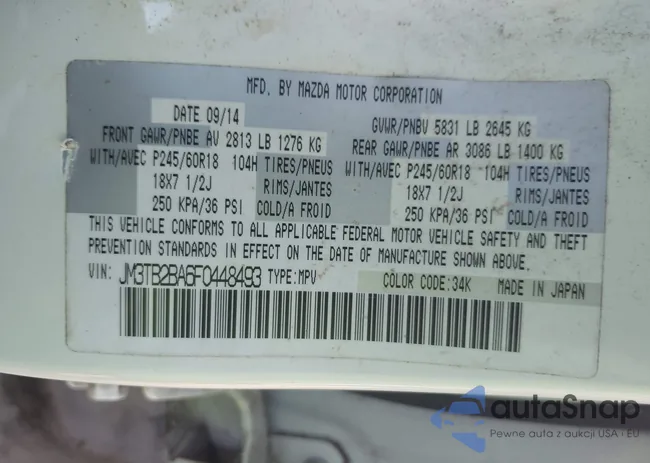 MFD. BY MAZDA MOTOR CORPORATION
DATE 09/14 GVWR/PNBV 5831 LB 2645 KG
FRONT GAWR/PNBE AV 2813 LB 1276 KG REAR GAWR/PNBE AR 3086 LB 1400 KG
WITH/AVEC P245/60R18 104H TIRES/PNEUS WITH/AVEC P245/60R18 104H TIRES/PNEUS
18X7 1/2J RIMS/JANTES 18X7 1/2J RIMS/JANTES
250 KPA/36 PSI COLD/A FROID 250 KPA/36 PSI COLD/A FROID
THIS VEHICLE CONFORMS TO ALL APPLICABLE FEDERAL MOTOR VEHICLE SAFETY AND THEFT
PREVENTION STANDARDS IN EFFECT ON THE DATE OF MANUFACTURE SHOWN ABOVE.
VIN: JM3TB2BA6F0448493 TYPE:MPV COLOR CODE:34K MADE IN JAPAN
autaSnap
Pewne auta z aukcji USA i EU